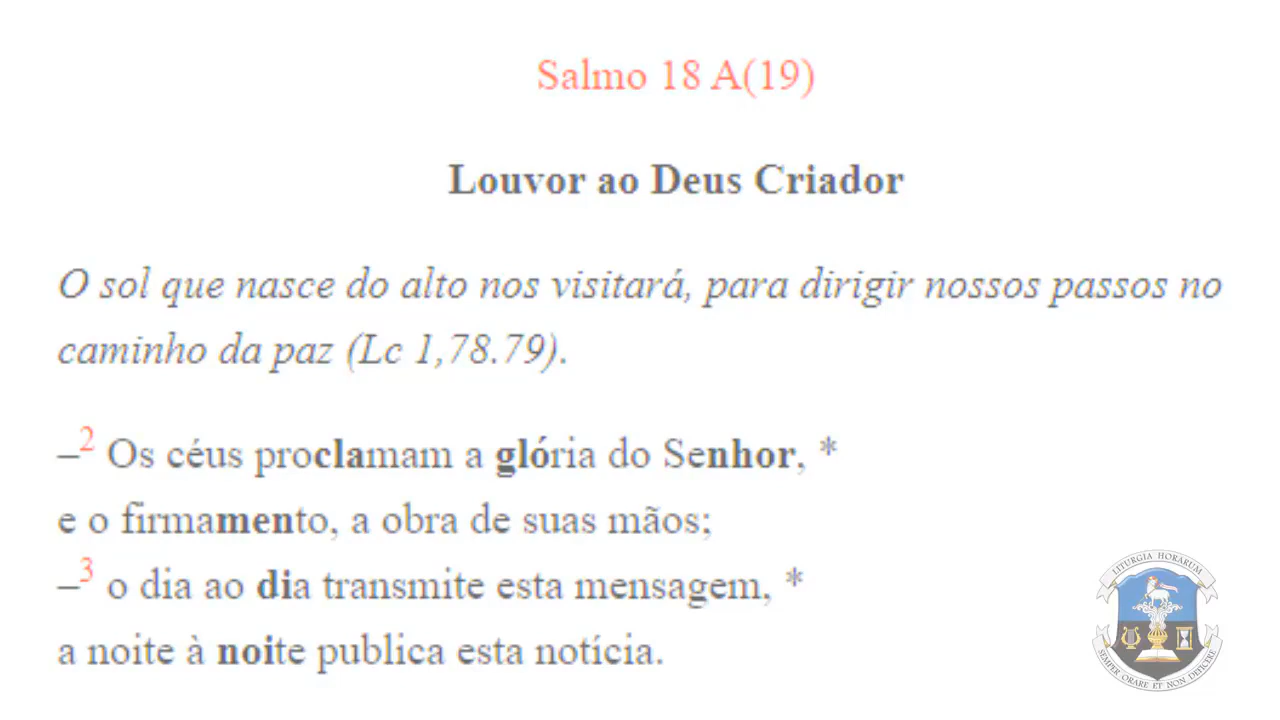 Salmo 18 A(19)
Louvor ao Deus Criador
O sol que nasce do alto nos visitará, para dirigir nossos passos no
caminho da paz (Lc 1,78.79).
–2 Os céus proclamam a glória do Senhor, *
e o firmamento, a obra de suas mãos;
–3 o dia ao dia transmite esta mensagem, *
a noite à noite publica esta notícia.
LITURGIA HORARUM
SEMPER ORARE ET NON DEFICERE